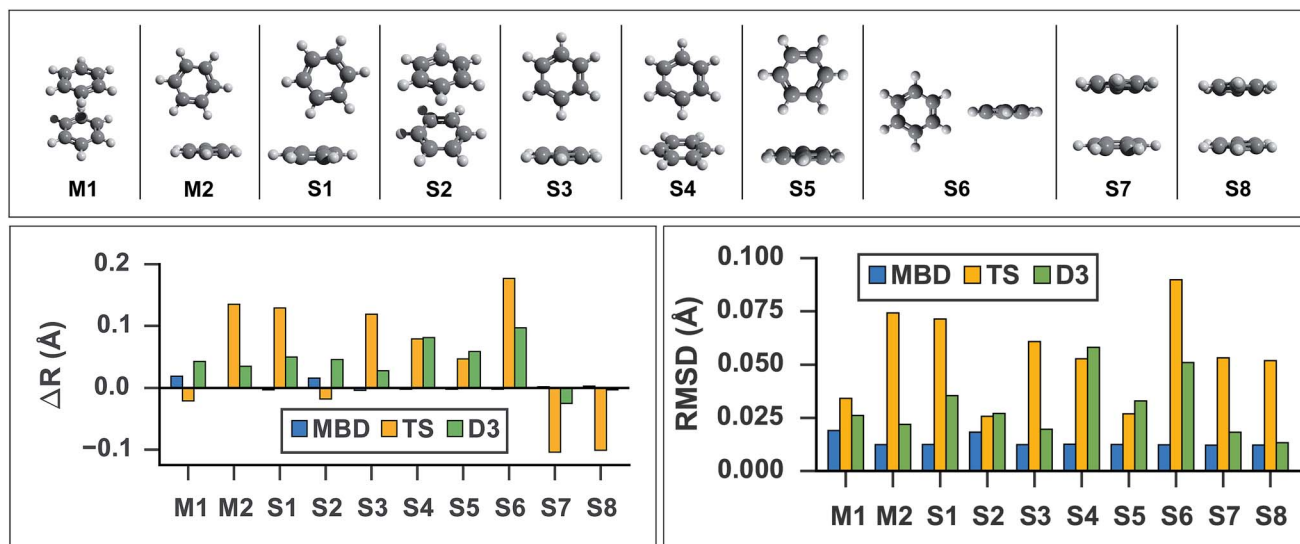 M1 M2 S1 S2 S3 S4 S5 S6 S7 S8
ΔR (Å)
0.2
0.1
0.0
−0.1
MBD TS D3
M1 M2 S1 S2 S3 S4 S5 S6 S7 S8
RMSD (Å)
0.100
0.075
0.050
0.025
0.000
MBD TS D3
M1 M2 S1 S2 S3 S4 S5 S6 S7 S8